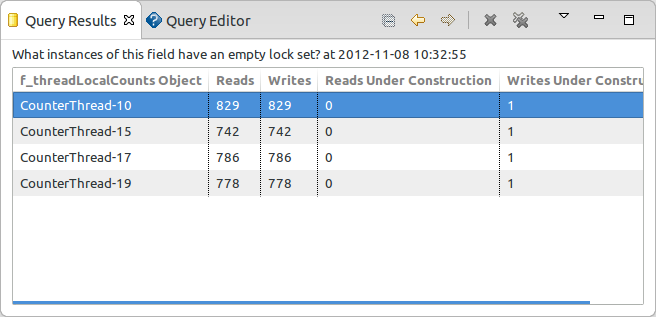 Query Results Query Editor
What instances of this field have an empty lock set? at 2012-11-08 10:32:55
f_threadLocalCounts Object Reads Writes Reads Under Construction Writes Under Constru
CounterThread-10 829 829 0 1
CounterThread-15 742 742 0 1
CounterThread-17 786 786 0 1
CounterThread-19 778 778 0 1